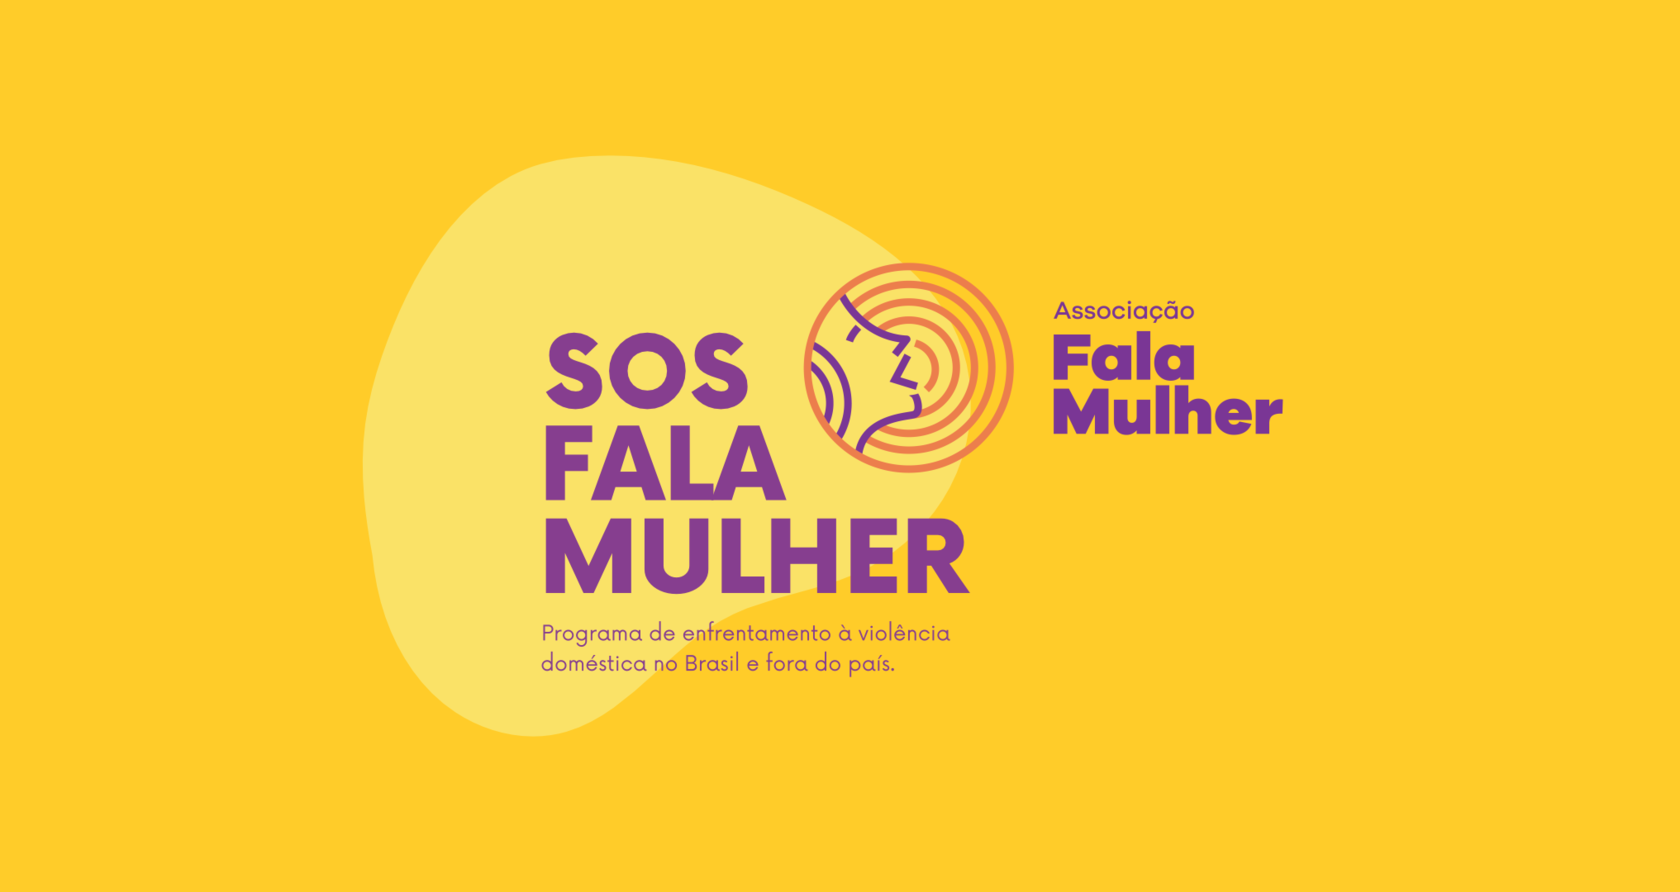 SOS
FALA
MULHER
Programa de enfrentamento à violência
doméstica no Brasil e fora do país.
Associação
Fala
Mulher